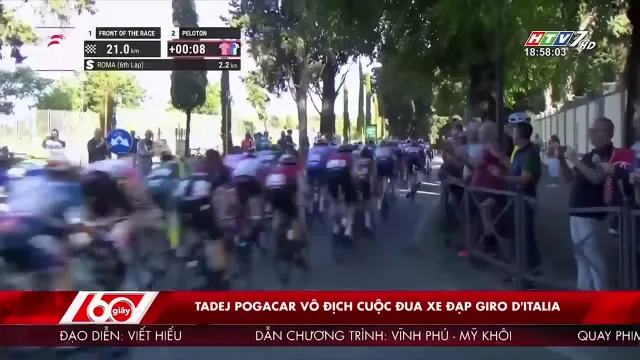 1 FRONT OF THE RACE
2 PELOTON
21.0 km
+00:08
S ROMA (6th Lap) 2.2 km
HTV7 HD
18:58:03
60 giây
TADEJ POGACAR VÔ ĐỊCH CUỘC ĐUA XE ĐẠP GIRO D'ITALIA
ĐẠO DIỄN: VIẾT HIẾU DẪN CHƯƠNG TRÌNH: VĨNH PHÚ - MỸ KHÔI QUAY PHIM